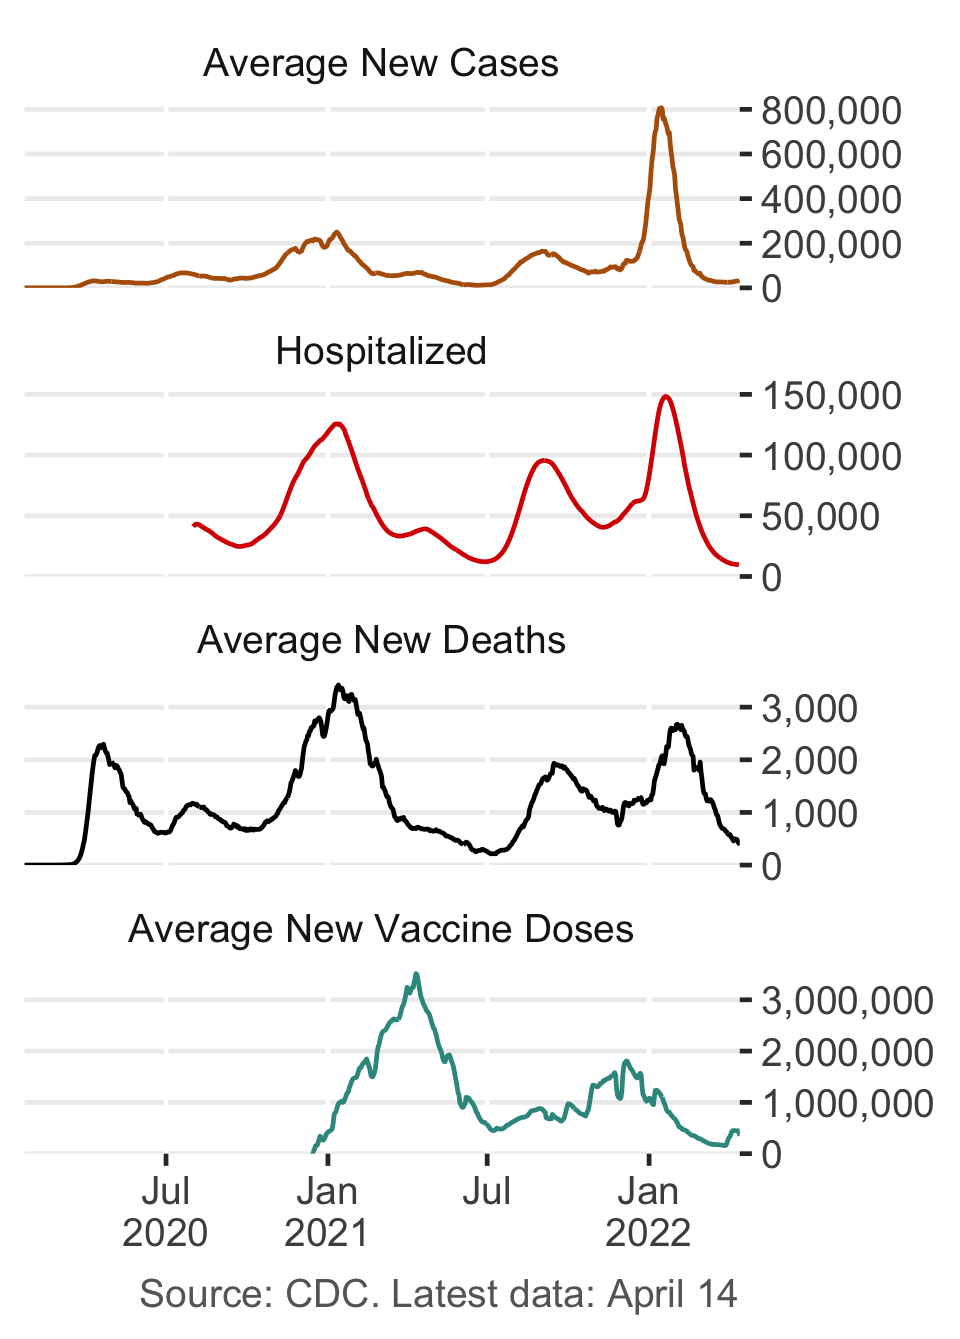 Average New Cases
800,000
600,000
400,000
200,000
0
Hospitalized
150,000
100,000
50,000
0
Average New Deaths
3,000
2,000
1,000
0
Average New Vaccine Doses
3,000,000
2,000,000
1,000,000
0
Jul Jan Jul Jan
2020 2021 2022
Source: CDC. Latest data: April 14